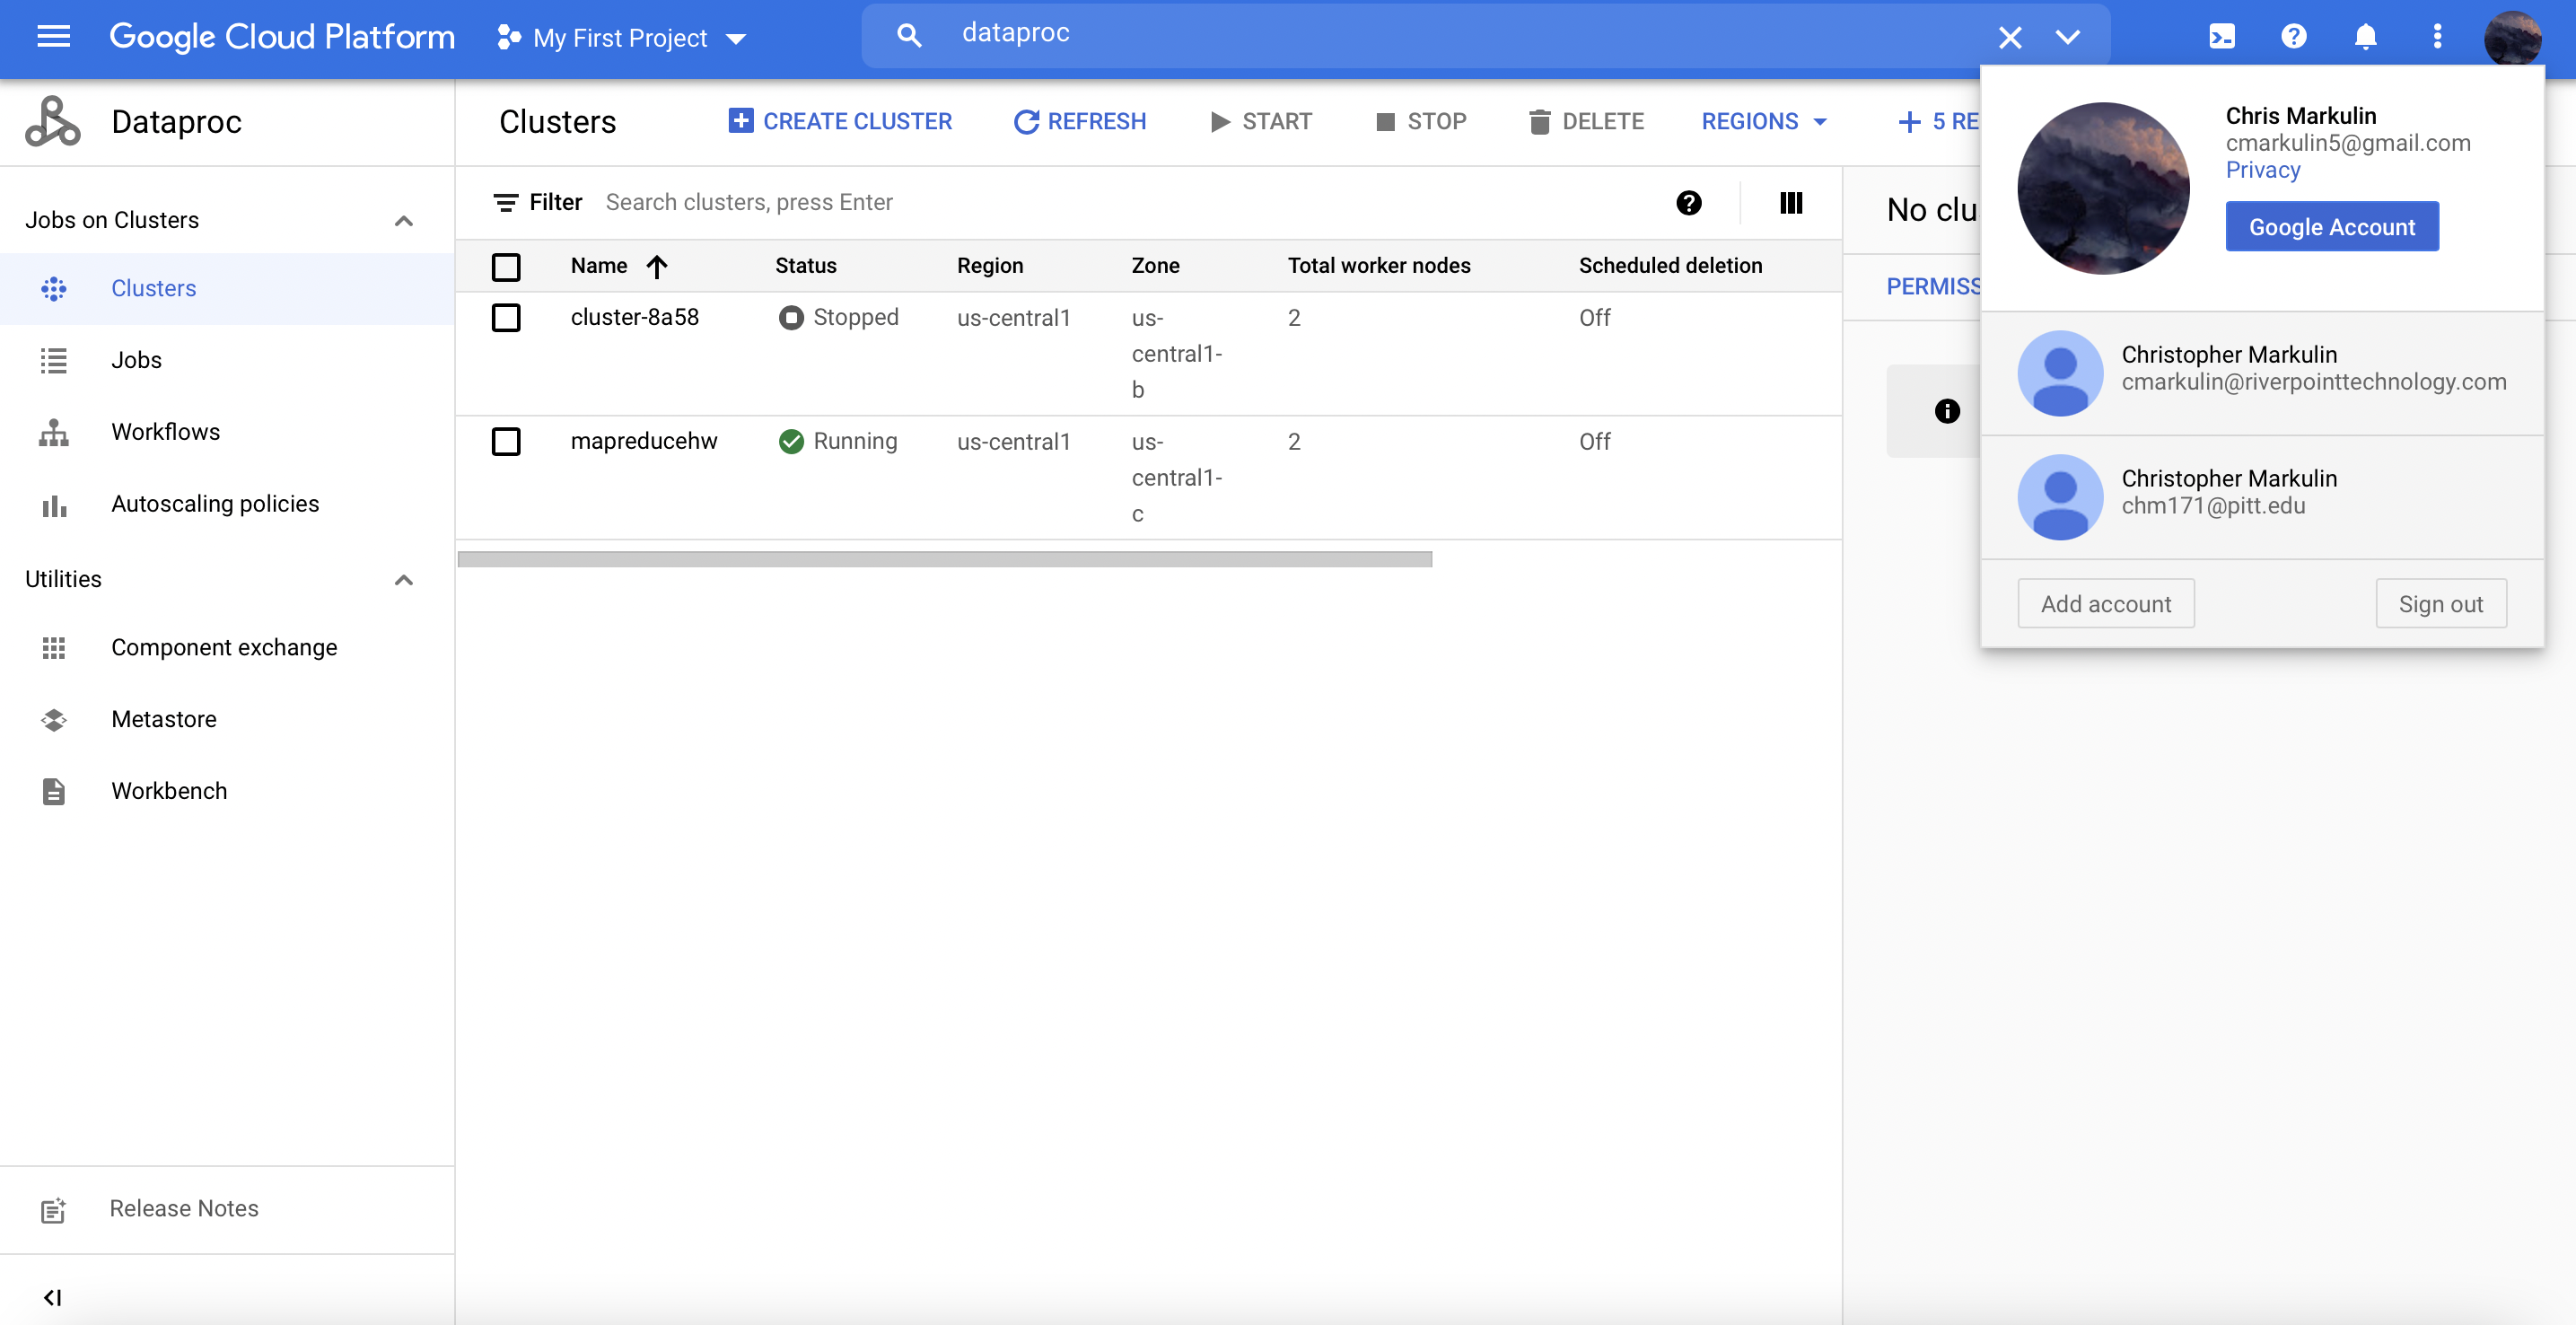 Google Cloud Platform
My First Project
dataproc
Dataproc
Clusters
CREATE CLUSTER
REFRESH
START
STOP
DELETE
REGIONS
5 RE
Jobs on Clusters
Clusters
Jobs
Workflows
Autoscaling policies
Utilities
Component exchange
Metastore
Workbench
Release Notes
Filter
Search clusters, press Enter
Name Status Region Zone Total worker nodes Scheduled deletion
cluster-8a58 Stopped us-central1 us- 2 Off
central1-
b
mapreducehw Running us-central1 us- 2 Off
central1-
c
No clu
PERMISS
Chris Markulin
cmarkulin5@gmail.com
Privacy
Google Account
Christopher Markulin
cmarkulin@riverpointtechnology.com
Christopher Markulin
chm171@pitt.edu
Add account
Sign out